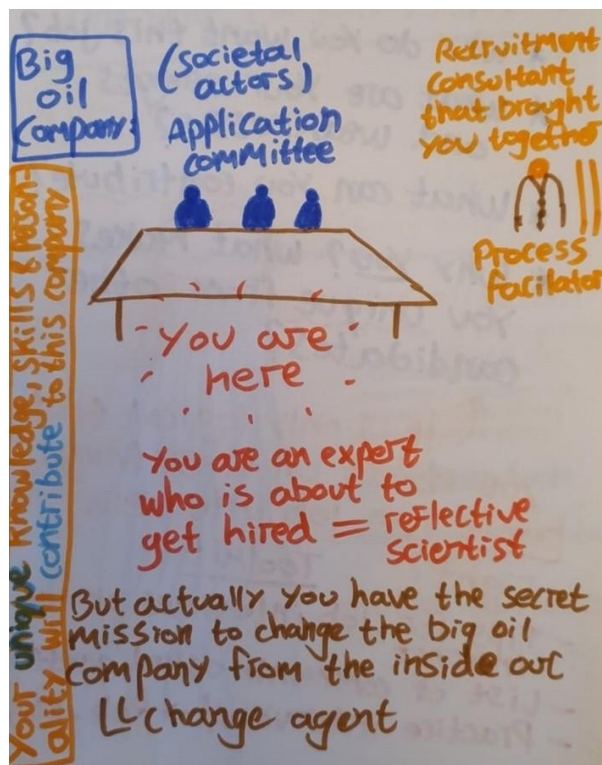 Big
oil
Company:
(societal
actors)
Application
committee
Recruitment
Consultant
that brought
you together
Process
facilitator
You are
here
You are an expert
who is about to
get hired = reflective
scientist
But actually you have the secret
mission to change the big oil
company from the inside out
change agent
Your unique knowledge, skills & person-
ality will contribute to this company